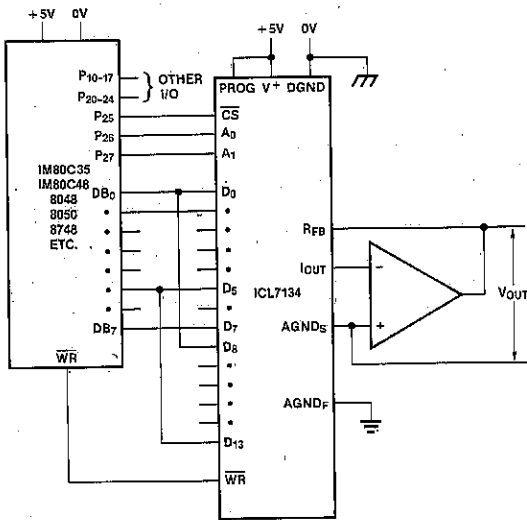 +5V 0V
+5V 0V
PROG V+ DGND
P10-17
P20-24
} OTHER I/O
P25
P26
P27
IM80C35
IM80C48
8048
8050
8748
ETC.
DB0
DB7
WR
CS
A0
A1
D0
D5
D7
D8
D13
WR
ICL7134
RFB
IOUT
AGNDS
AGNDF
VOUT